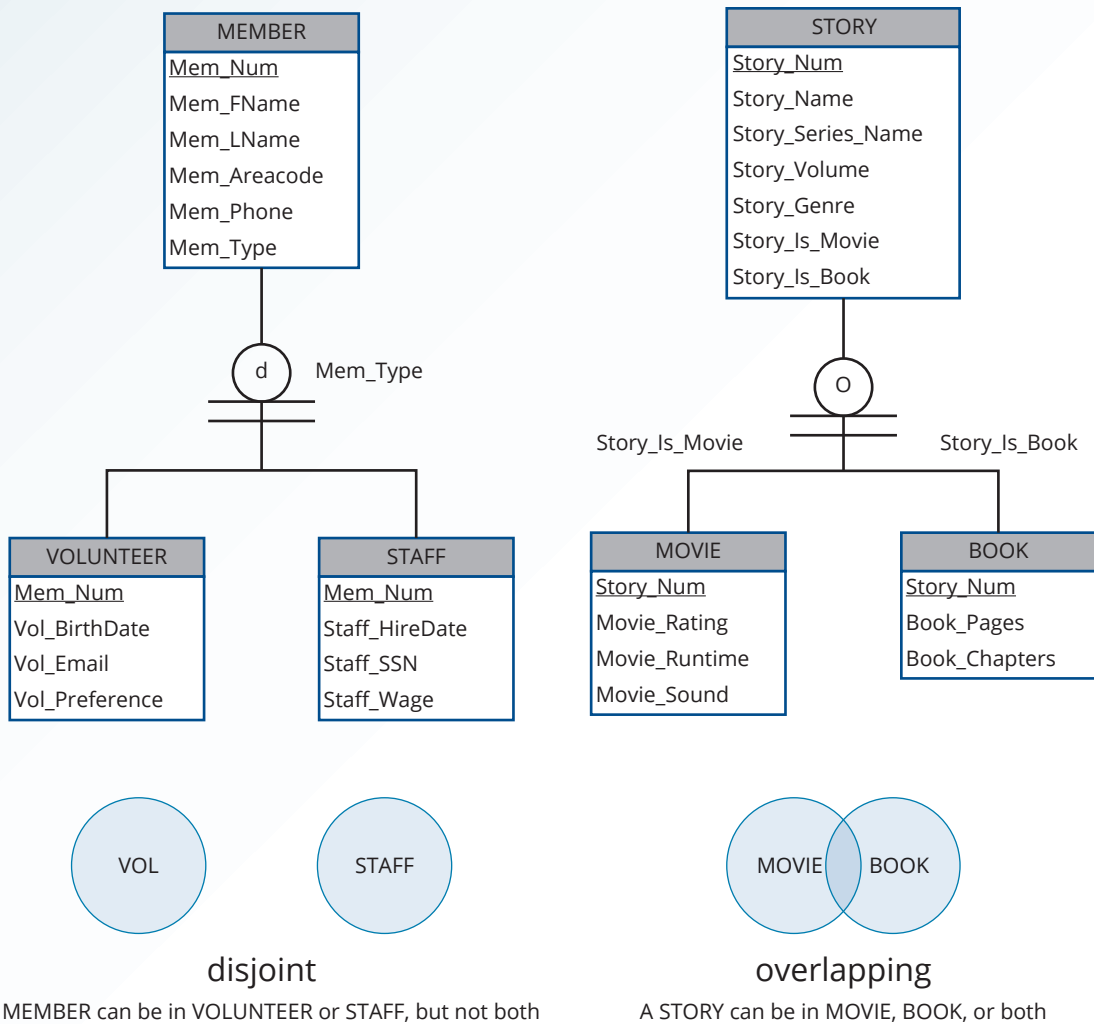 MEMBER
Mem_Num
Mem_FName
Mem_LName
Mem_Areacode
Mem_Phone
Mem_Type
d
Mem_Type
VOLUNTEER
Mem_Num
Vol_BirthDate
Vol_Email
Vol_Preference
STAFF
Mem_Num
Staff_HireDate
Staff_SSN
Staff_Wage
VOL
STAFF
disjoint
MEMBER can be in VOLUNTEER or STAFF, but not both
STORY
Story_Num
Story_Name
Story_Series_Name
Story_Volume
Story_Genre
Story_Is_Movie
Story_Is_Book
O
Story_Is_Movie
Story_Is_Book
MOVIE
Story_Num
Movie_Rating
Movie_Runtime
Movie_Sound
BOOK
Story_Num
Book_Pages
Book_Chapters
MOVIE
BOOK
overlapping
A STORY can be in MOVIE, BOOK, or both